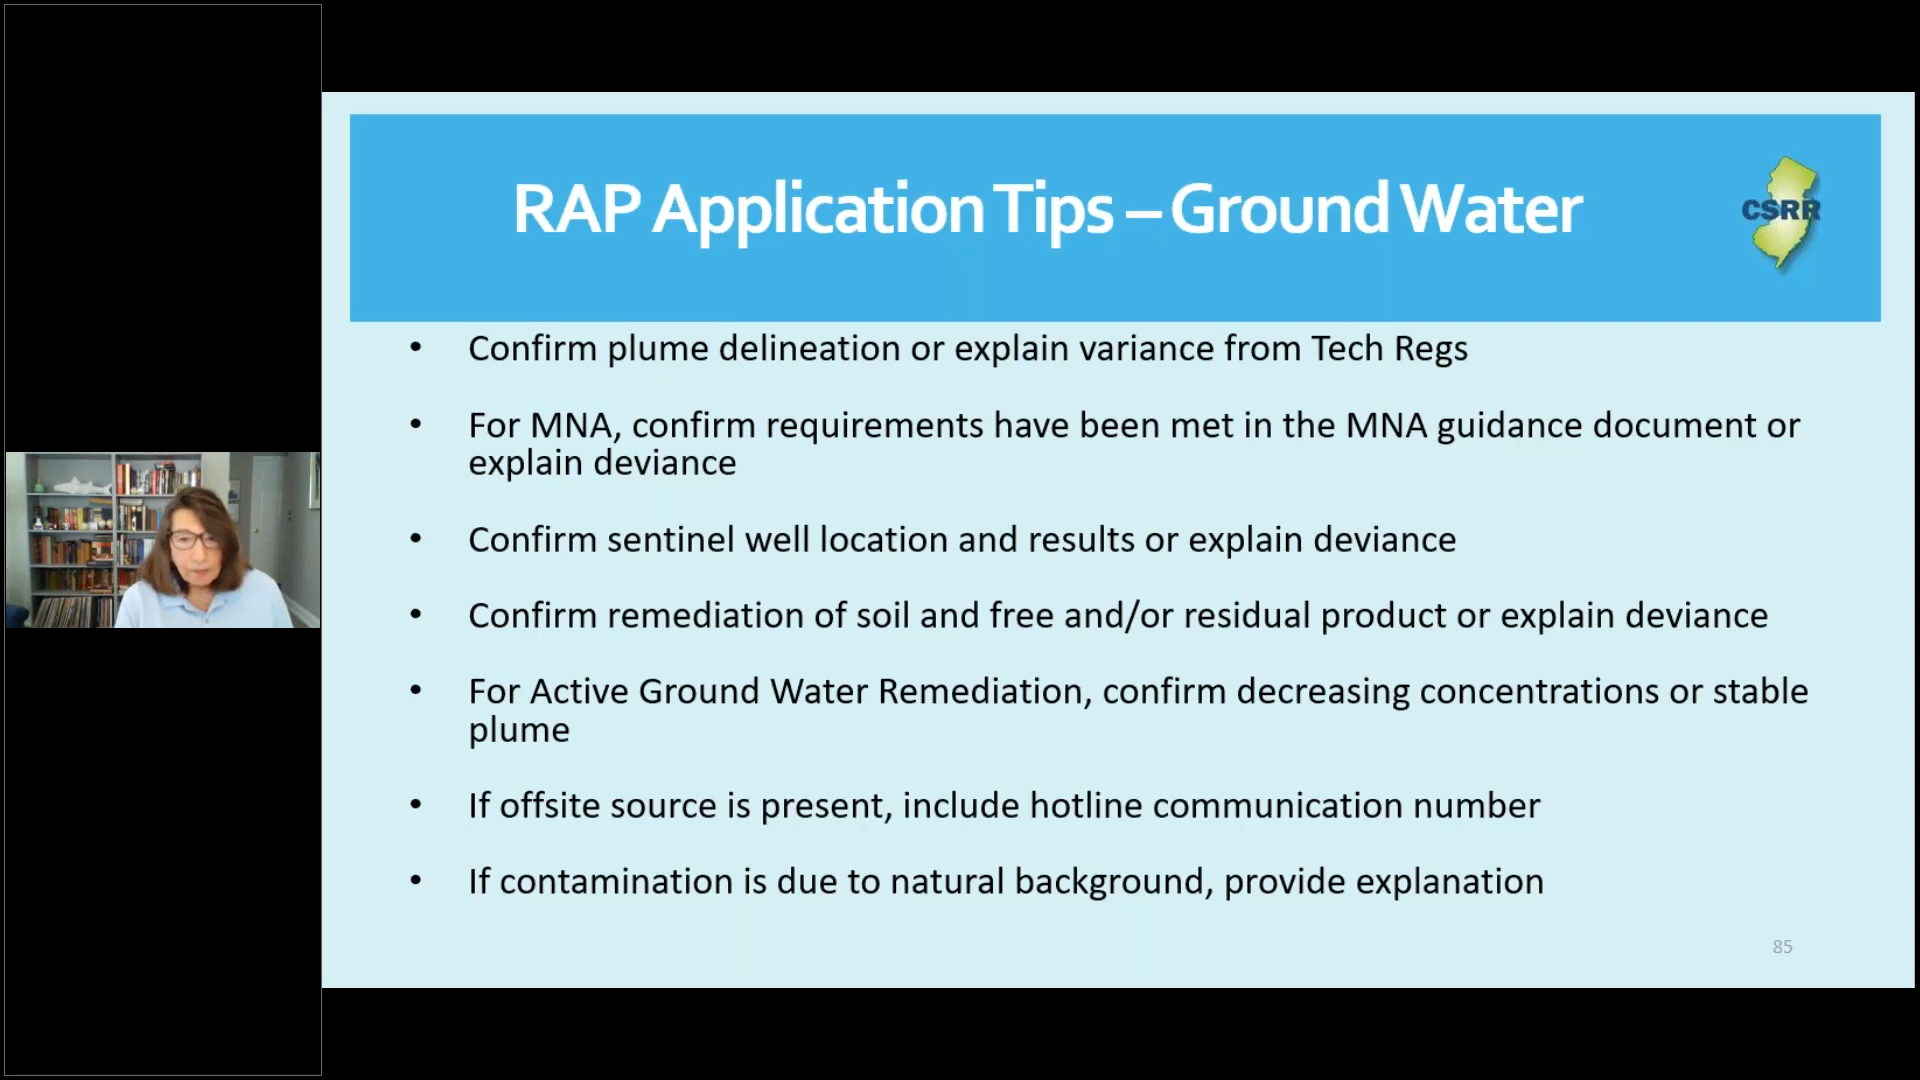 RAP Application Tips – Ground Water
CSRR
• Confirm plume delineation or explain variance from Tech Regs
• For MNA, confirm requirements have been met in the MNA guidance document or
explain deviance
• Confirm sentinel well location and results or explain deviance
• Confirm remediation of soil and free and/or residual product or explain deviance
• For Active Ground Water Remediation, confirm decreasing concentrations or stable
plume
• If offsite source is present, include hotline communication number
• If contamination is due to natural background, provide explanation
85